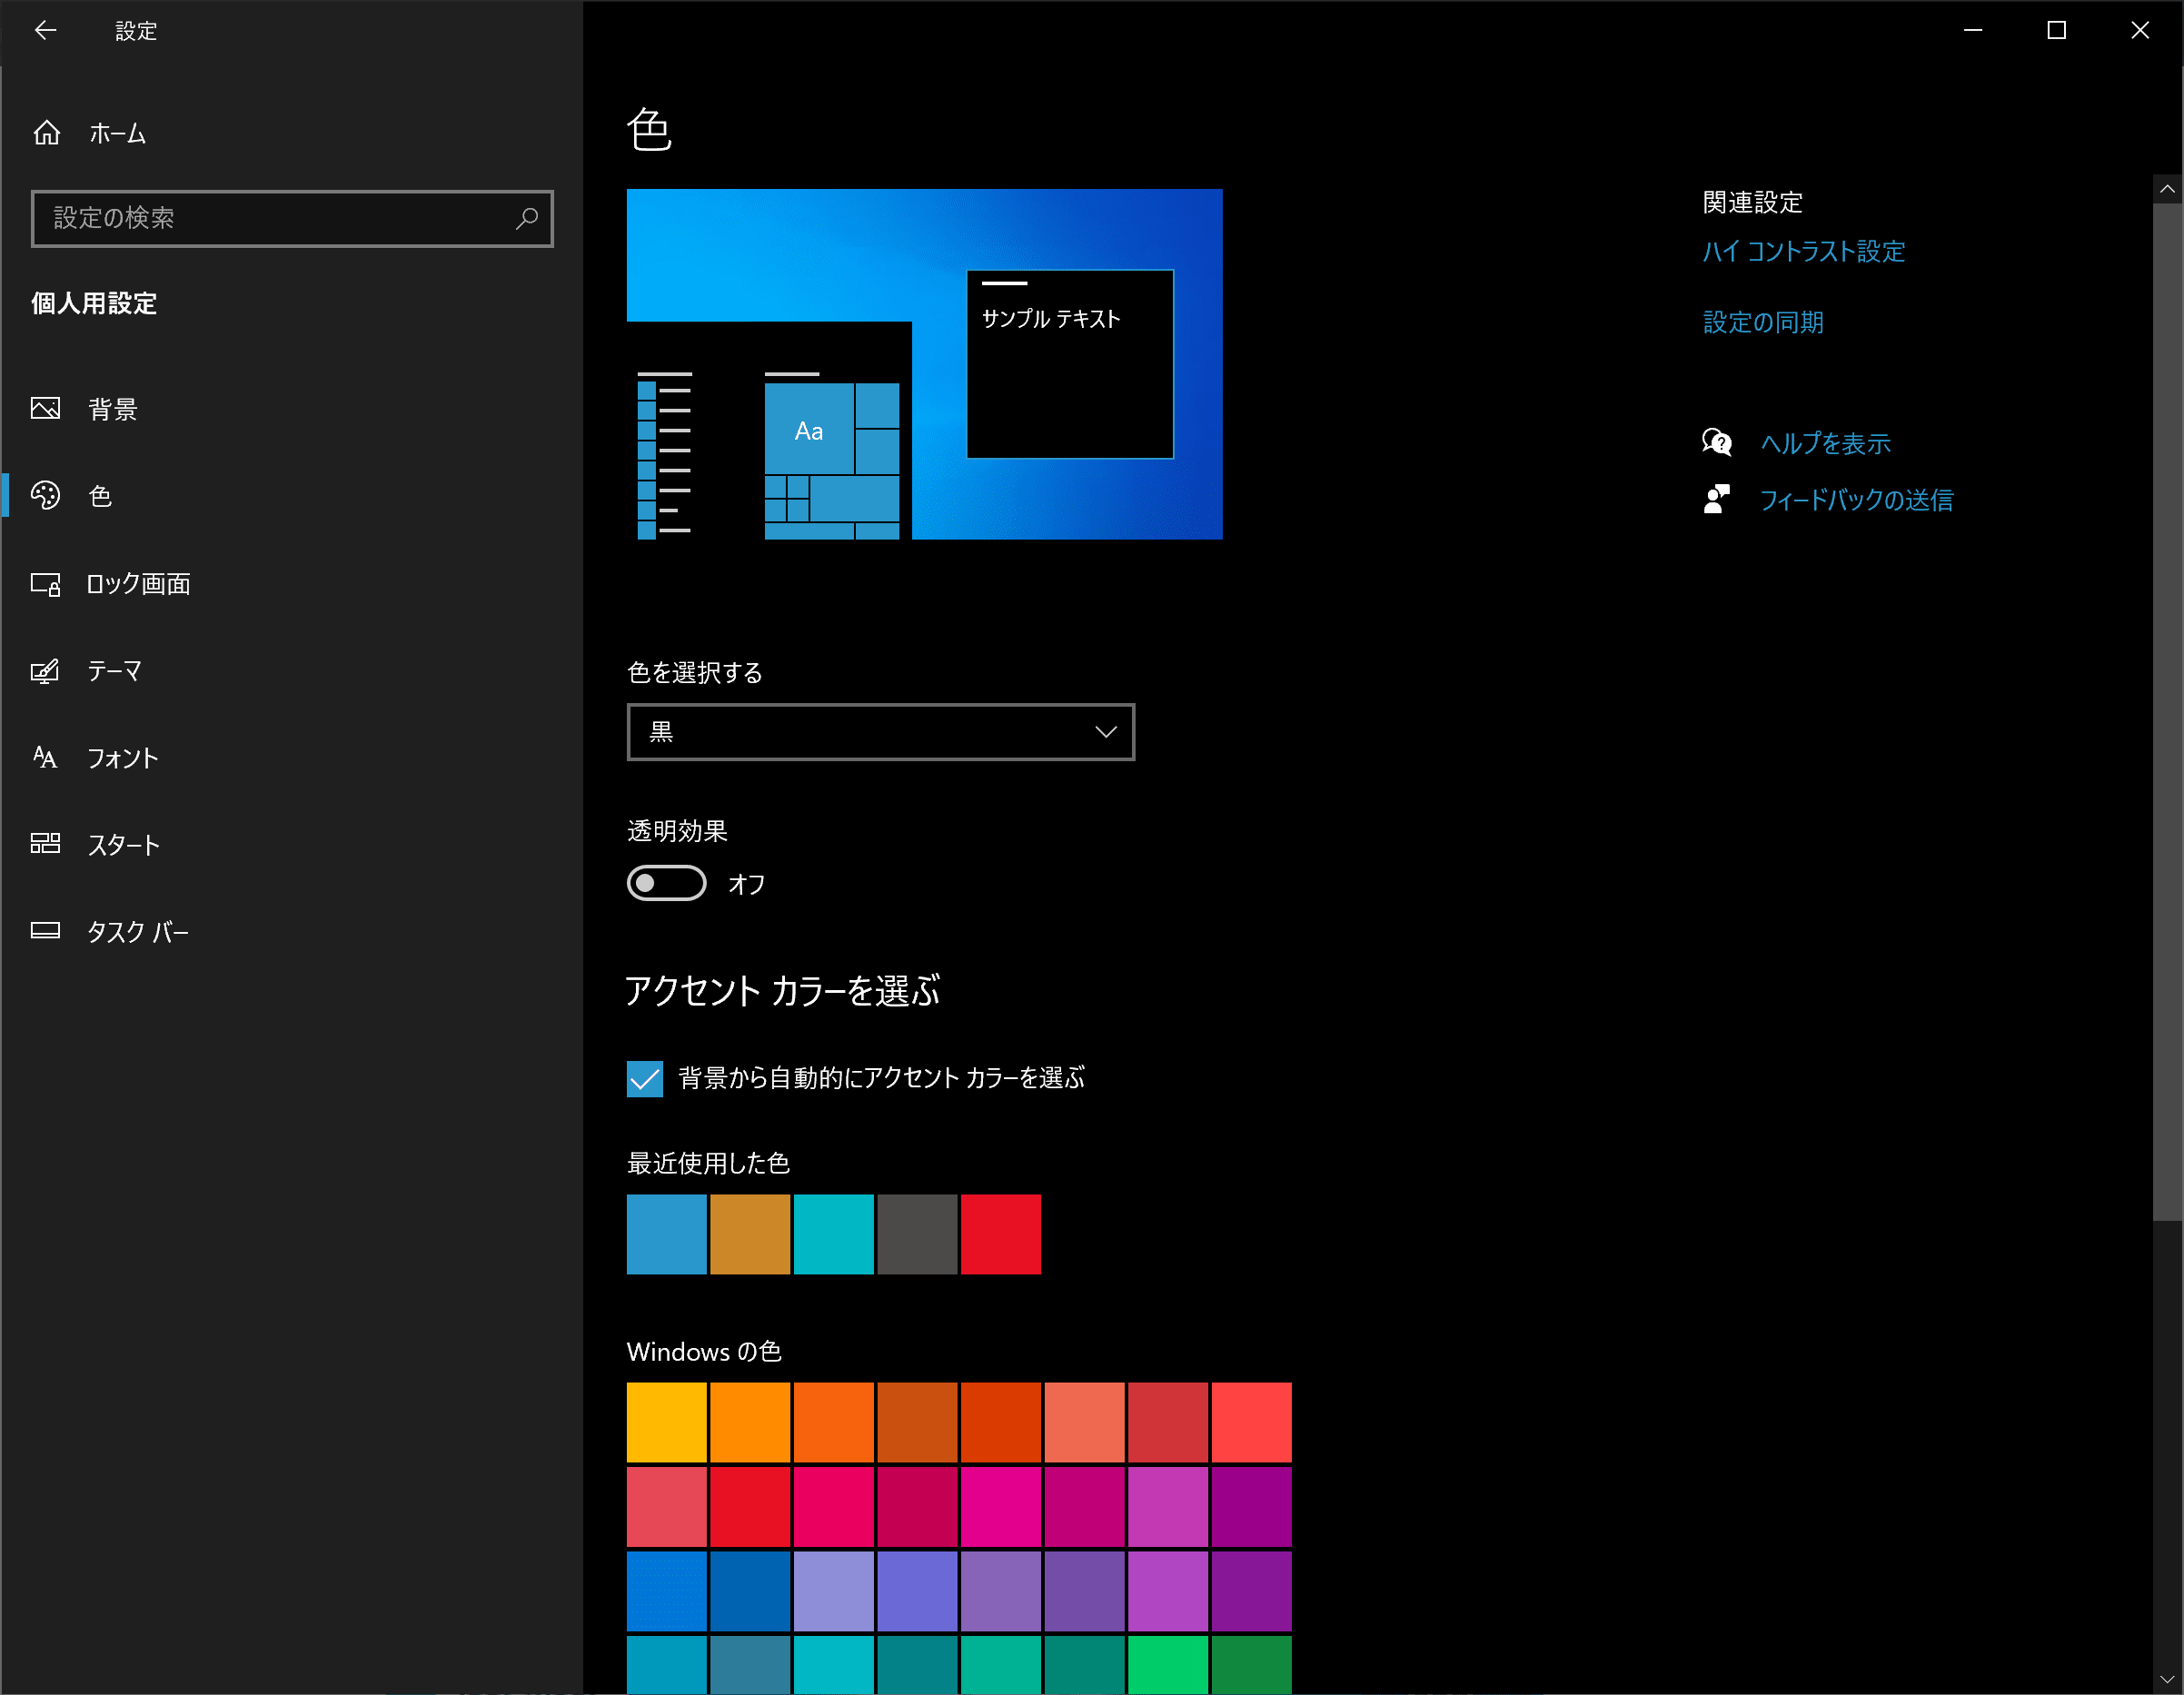 設定
ホーム
設定の検索
個人用設定
背景
色
ロック画面
テーマ
フォント
スタート
タスク バー
色
サンプル テキスト
Aa
色を選択する
黒
透明効果
オフ
アクセント カラーを選ぶ
背景から自動的にアクセント カラーを選ぶ
最近使用した色
Windows の色
関連設定
ハイ コントラスト設定
設定の同期
ヘルプを表示
フィードバックの送信